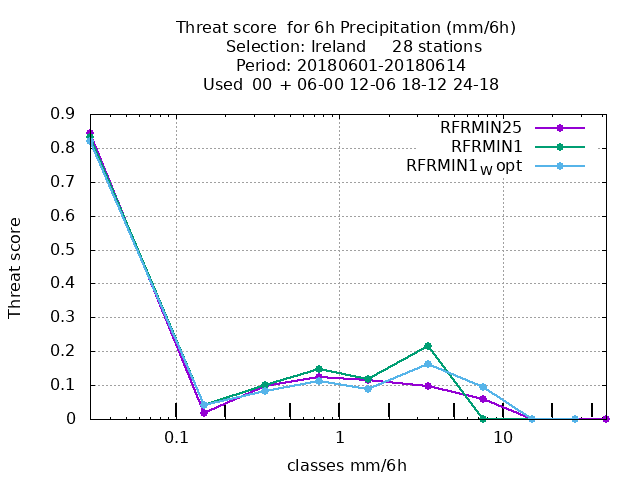 Threat score  for 6h Precipitation (mm/6h)
Selection: Ireland     28 stations
Period: 20180601-20180614
Used  00  + 06-00 12-06 18-12 24-18
RFRMIN25
RFRMIN1
RFRMIN1W opt
0.9
0.8
0.7
0.6
0.5
0.4
0.3
0.2
0.1
0
Threat score
0.1 1 10
classes mm/6h